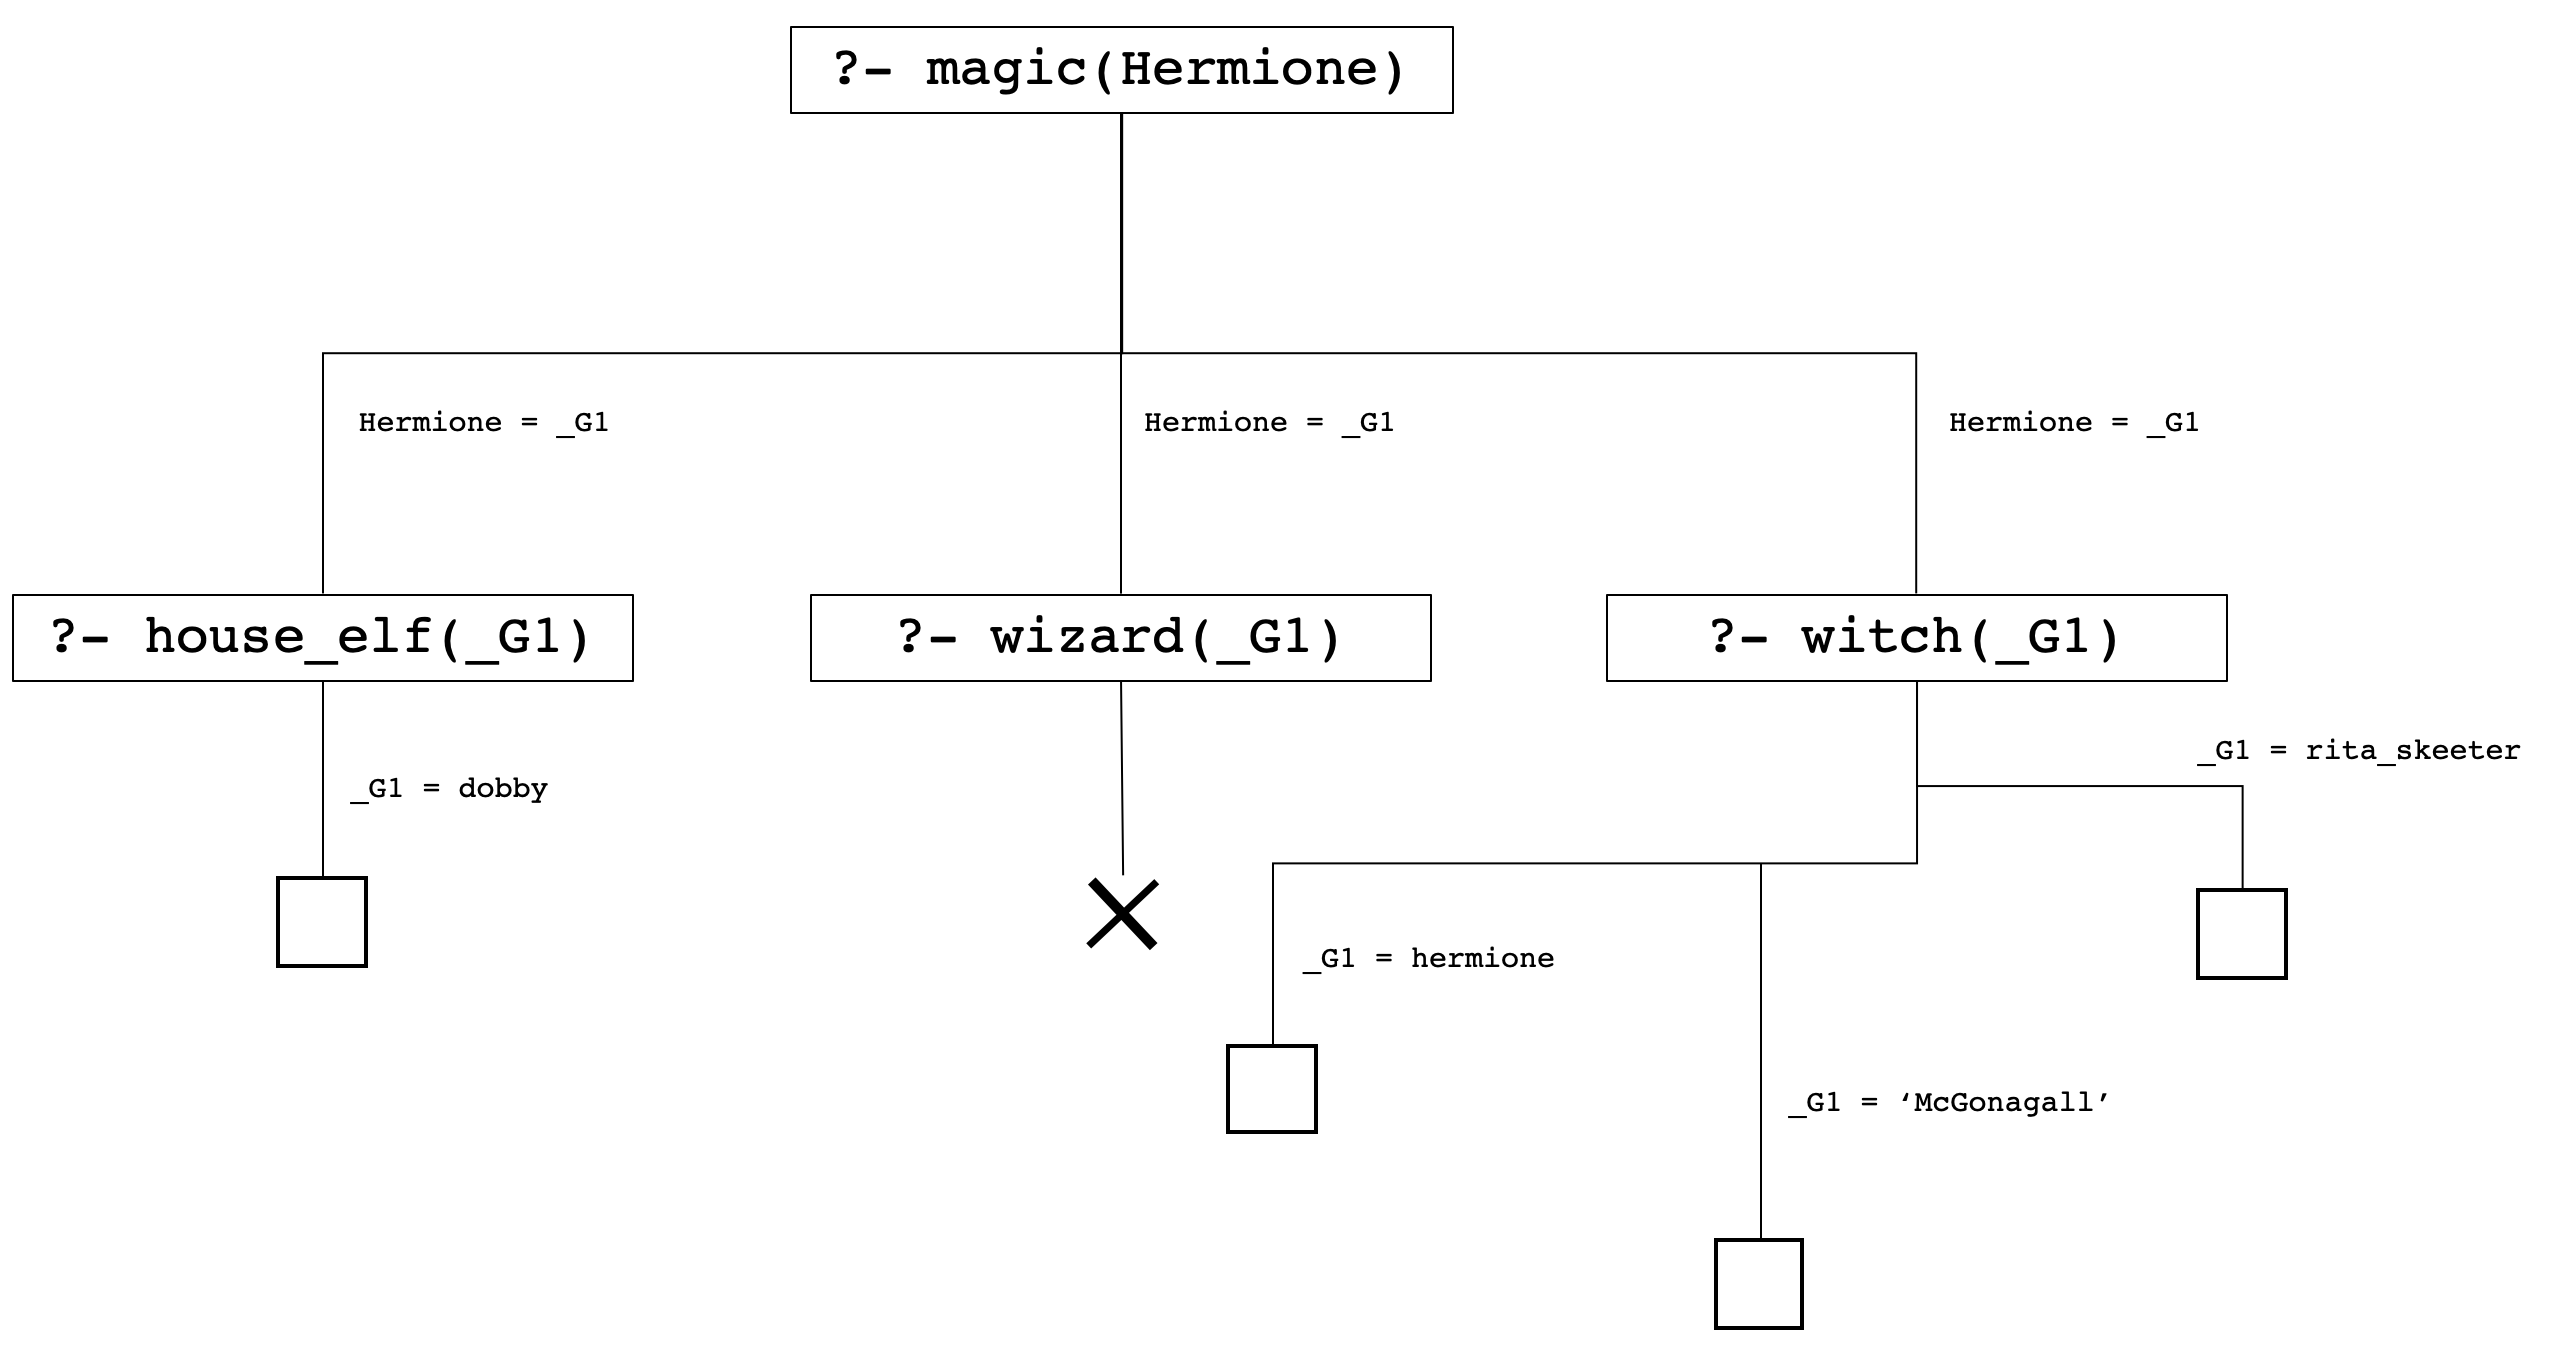 ?- magic(Hermione)
Hermione = _G1
Hermione = _G1
Hermione = _G1
?- house_elf(_G1)
?- wizard(_G1)
?- witch(_G1)
_G1 = rita_skeeter
_G1 = dobby
_G1 = hermione
_G1 = ‘McGonagall’